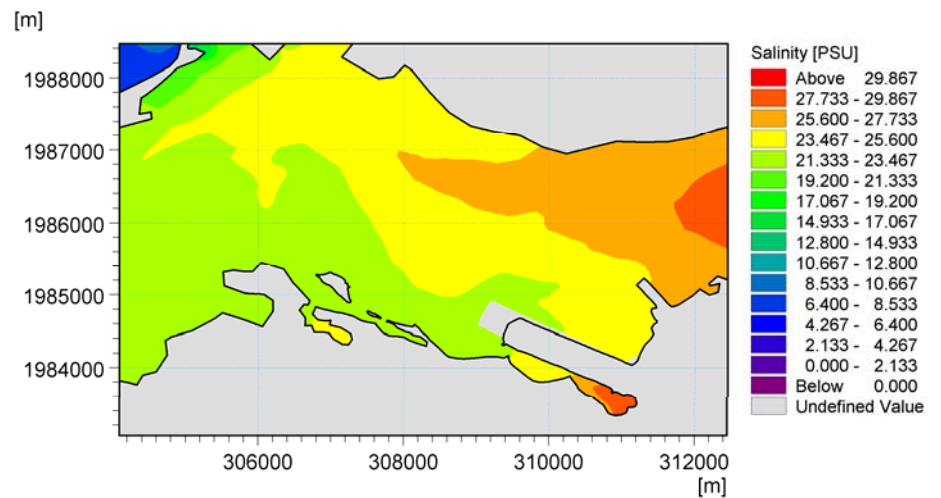 [m]
Salinity [PSU]
Above 29.867
27.733 - 29.867
25.600 - 27.733
23.467 - 25.600
21.333 - 23.467
19.200 - 21.333
17.067 - 19.200
14.933 - 17.067
12.800 - 14.933
10.667 - 12.800
8.533 - 10.667
6.400 - 8.533
4.267 - 6.400
2.133 - 4.267
0.000 - 2.133
Below 0.000
Undefined Value
1988000
1987000
1986000
1985000
1984000
306000 308000 310000 312000
[m]